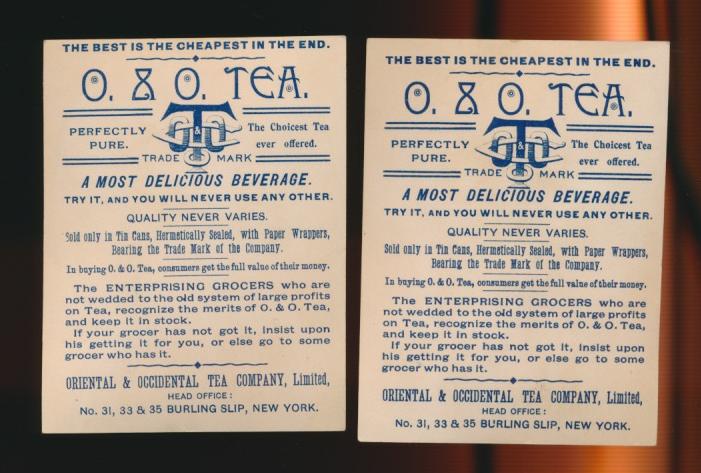 THE BEST IS THE CHEAPEST IN THE END.
O. & O. TEA.
PERFECTLY PURE.
The Choicest Tea ever offered.
TRADE MARK
A MOST DELICIOUS BEVERAGE.
TRY IT, AND YOU WILL NEVER USE ANY OTHER.
QUALITY NEVER VARIES.
Sold only in Tin Cans, Hermetically Sealed, with Paper Wrappers,
Bearing the Trade Mark of the Company.
In buying O. & O. Tea, consumers get the full value of their money.
The ENTERPRISING GROCERS who are
not wedded to the old system of large profits
on Tea, recognize the merits of O. & O. Tea,
and keep it in stock.
If your grocer has not got it, insist upon
his getting it for you, or else go to some
grocer who has it.
ORIENTAL & OCCIDENTAL TEA COMPANY, Limited,
HEAD OFFICE:
No. 31, 33 & 35 BURLING SLIP, NEW YORK.
THE BEST IS THE CHEAPEST IN THE END.
O. & O. TEA.
PERFECTLY PURE.
The Choicest Tea ever offered.
TRADE MARK
A MOST DELICIOUS BEVERAGE.
TRY IT, AND YOU WILL NEVER USE ANY OTHER.
QUALITY NEVER VARIES.
Sold only in Tin Cans, Hermetically Sealed, with Paper Wrappers,
Bearing the Trade Mark of the Company.
In buying O. & O. Tea, consumers get the full value of their money.
The ENTERPRISING GROCERS who are
not wedded to the old system of large profits
on Tea, recognize the merits of O. & O. Tea,
and keep it in stock.
If your grocer has not got it, insist upon
his getting it for you, or else go to some
grocer who has it.
ORIENTAL & OCCIDENTAL TEA COMPANY, Limited,
HEAD OFFICE:
No. 31, 33 & 35 BURLING SLIP, NEW YORK.